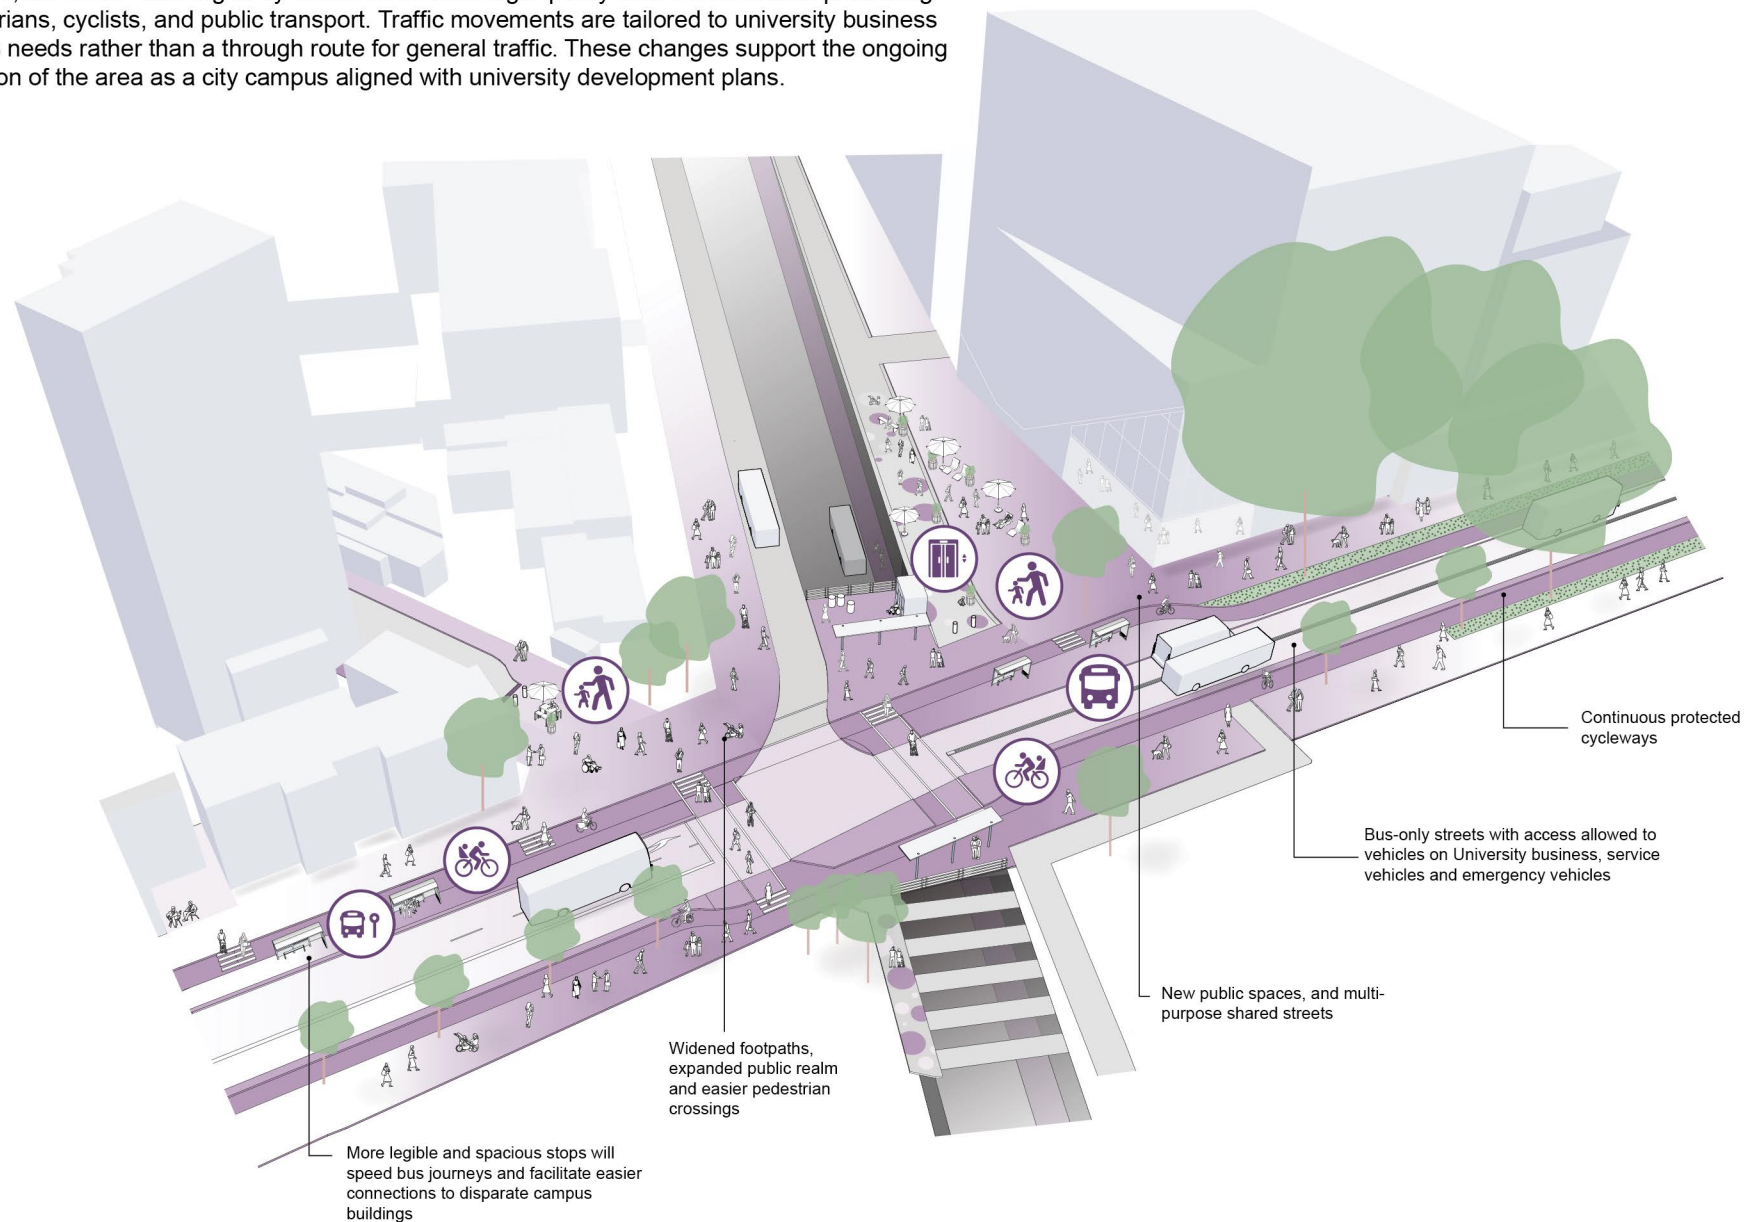 rians, cyclists, and public transport. Traffic movements are tailored to university business
needs rather than a through route for general traffic. These changes support the ongoing
on of the area as a city campus aligned with university development plans.
Continuous protected
cycleways
Bus-only streets with access allowed to
vehicles on University business, service
vehicles and emergency vehicles
New public spaces, and multi-
purpose shared streets
Widened footpaths,
expanded public realm
and easier pedestrian
crossings
More legible and spacious stops will
speed bus journeys and facilitate easier
connections to disparate campus
buildings